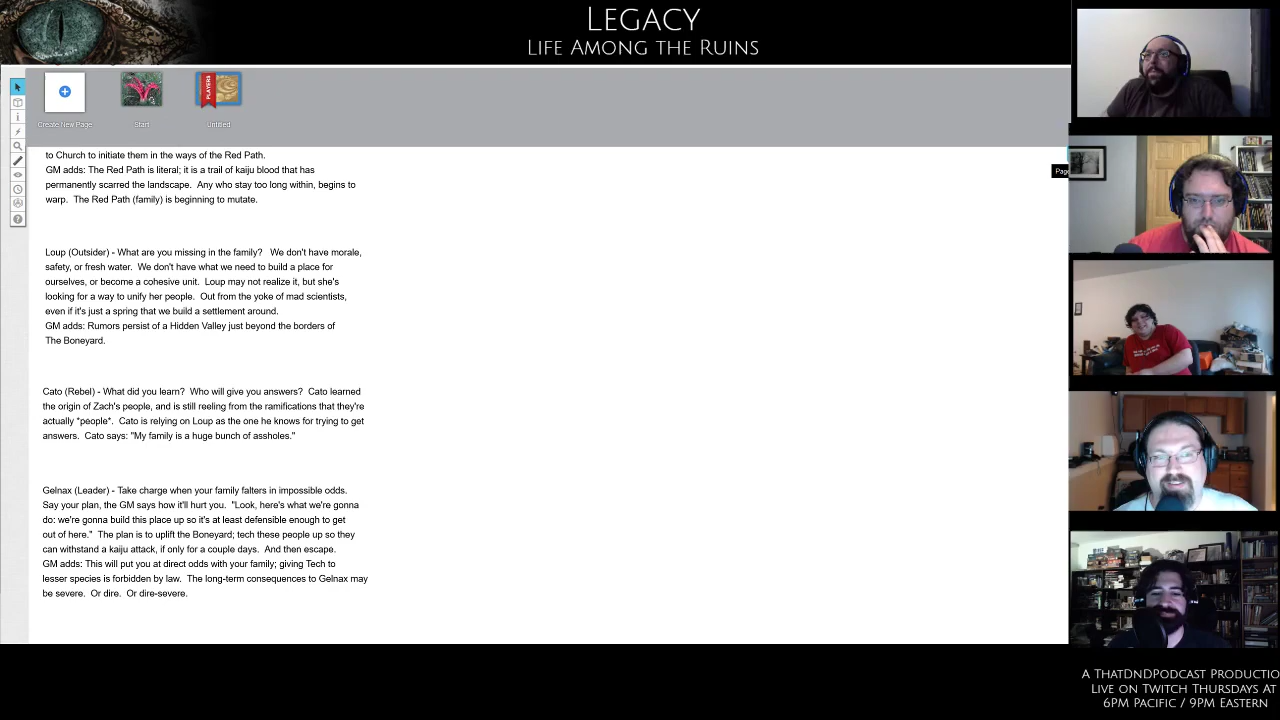 LEGACY
LIFE AMONG THE RUINS
PLAYERS
Create New Page
Start
Untitled
Page
to Church to initiate them in the ways of the Red Path.
GM adds: The Red Path is literal; it is a trail of kaiju blood that has
permanently scarred the landscape. Any who stay too long within, begins to
warp. The Red Path (family) is beginning to mutate.
Loup (Outsider) - What are you missing in the family? We don't have morale,
safety, or fresh water. We don't have what we need to build a place for
ourselves, or become a cohesive unit. Loup may not realize it, but she's
looking for a way to unify her people. Out from the yoke of mad scientists,
even if it's just a spring that we build a settlement around.
GM adds: Rumors persist of a Hidden Valley just beyond the borders of
The Boneyard.
Cato (Rebel) - What did you learn? Who will give you answers? Cato learned
the origin of Zach's people, and is still reeling from the ramifications that they're
actually *people*. Cato is relying on Loup as the one he knows for trying to get
answers. Cato says: "My family is a huge bunch of assholes."
Gelnax (Leader) - Take charge when your family falters in impossible odds.
Say your plan, the GM says how it'll hurt you. "Look, here's what we're gonna
do: we're gonna build this place up so it's at least defensible enough to get
out of here." The plan is to uplift the Boneyard; tech these people up so they
can withstand a kaiju attack, if only for a couple days. And then escape.
GM adds: This will put you at direct odds with your family; giving Tech to
lesser species is forbidden by law. The long-term consequences to Gelnax may
be severe. Or dire. Or dire-severe.
A THATDNDPODCAST PRODUCTIO
LIVE ON TWITCH THURSDAYS AT
6PM PACIFIC / 9PM EASTERN